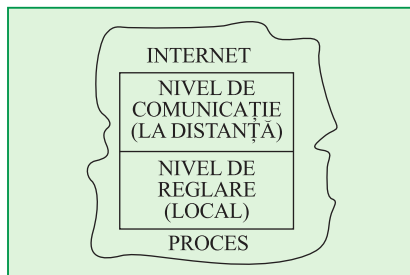 INTERNET
NIVEL DE
COMUNICAȚIE
(LA DISTANȚĂ)
NIVEL DE
REGLARE
(LOCAL)
PROCES